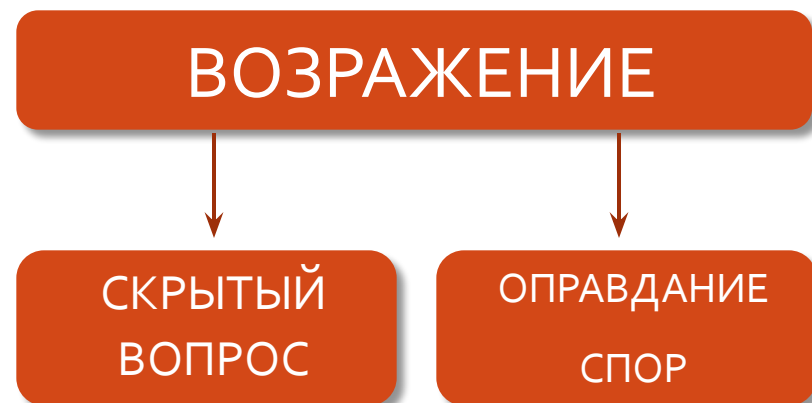 ВОЗРАЖЕНИЕ
СКРЫТЫЙ
ВОПРОС
ОПРАВДАНИЕ
СПОР